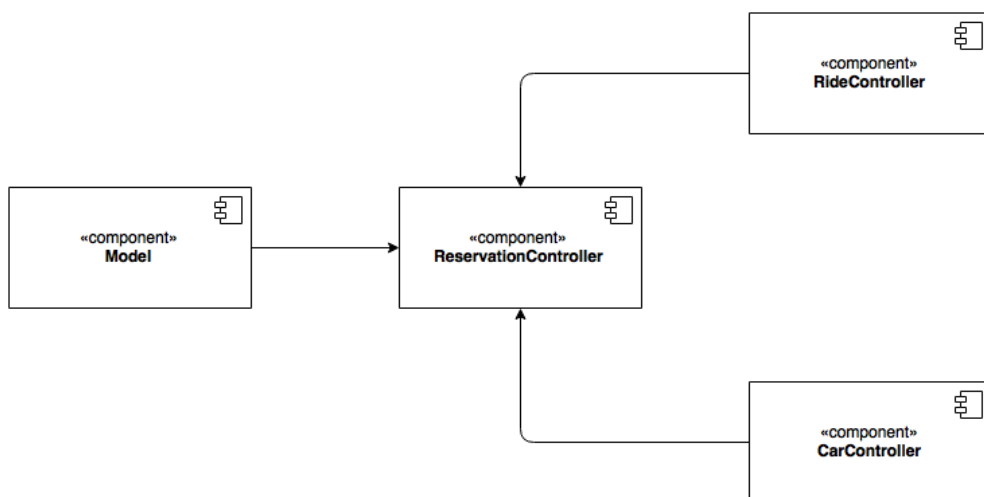 «component»
RideController
«component»
Model
«component»
ReservationController
«component»
CarController